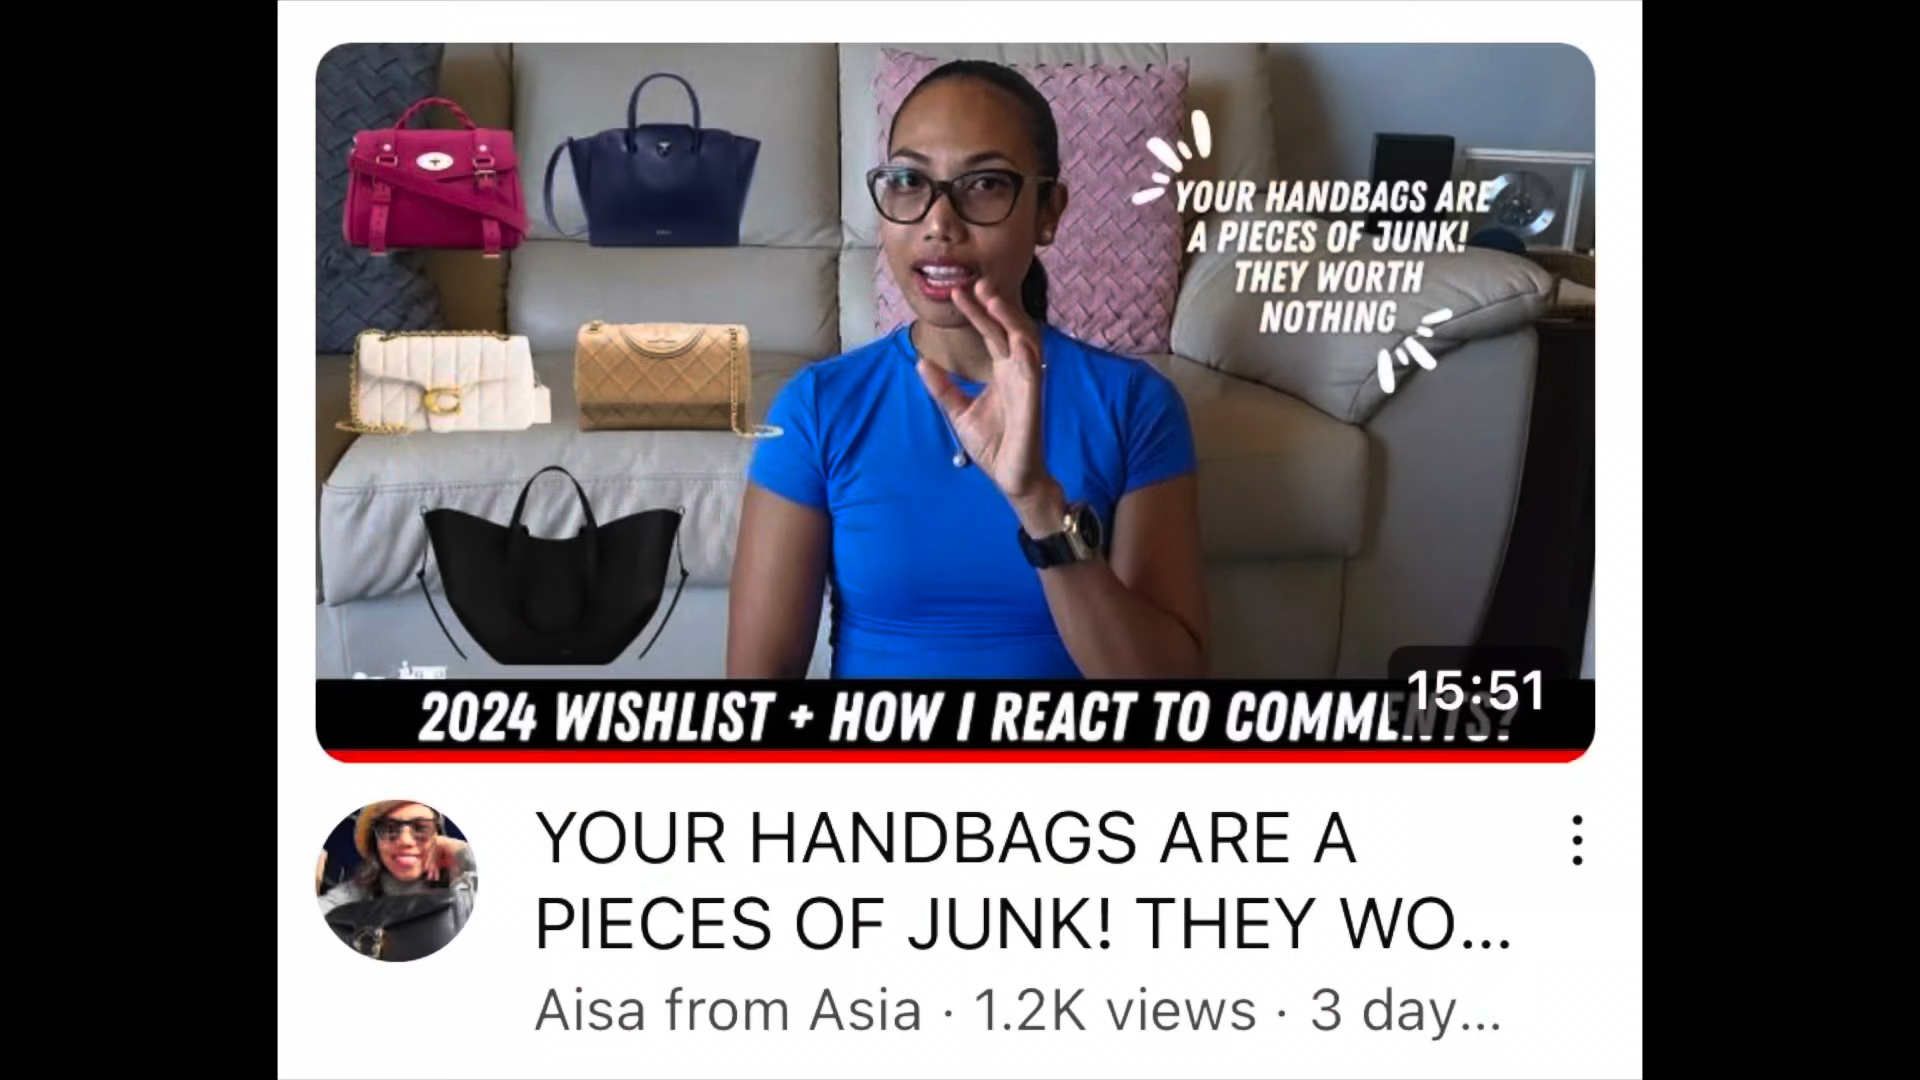 YOUR HANDBAGS ARE
A PIECES OF JUNK!
THEY WORTH
NOTHING
2024 WISHLIST + HOW I REACT TO COMMENTS?
15:51
YOUR HANDBAGS ARE A
PIECES OF JUNK! THEY WO...
Aisa from Asia · 1.2K views · 3 day...